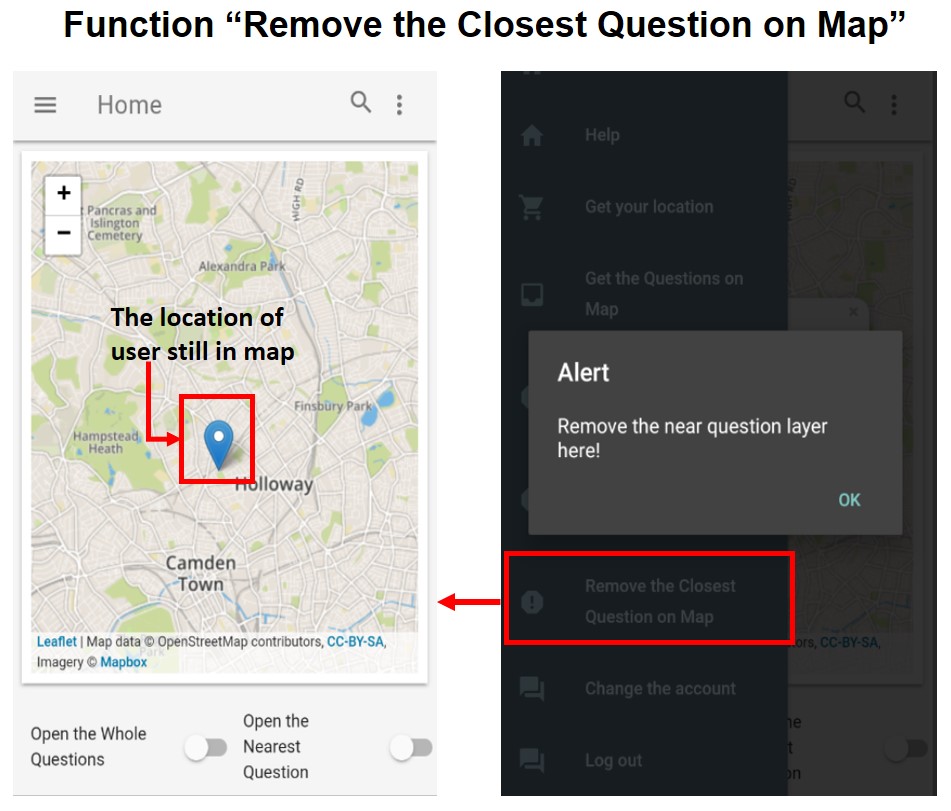 Function “Remove the Closest Question on Map”
Home
+
−
HIGH RD
t Pancras and
Islington
Cemetery
Alexandra Park
The location of
user still in map
Finsbury Park
Hampstead
Heath
Holloway
Camden
Town
Leaflet | Map data © OpenStreetMap contributors, CC-BY-SA,
Imagery © Mapbox
Open the Whole
Questions
Open the
Nearest
Question
Help
Get your location
Get the Questions on
Map
×
Alert
Remove the near question layer
here!
OK
Remove the Closest
Question on Map
ors, CC-BY-SA,
Change the account
Log out
he
t
on